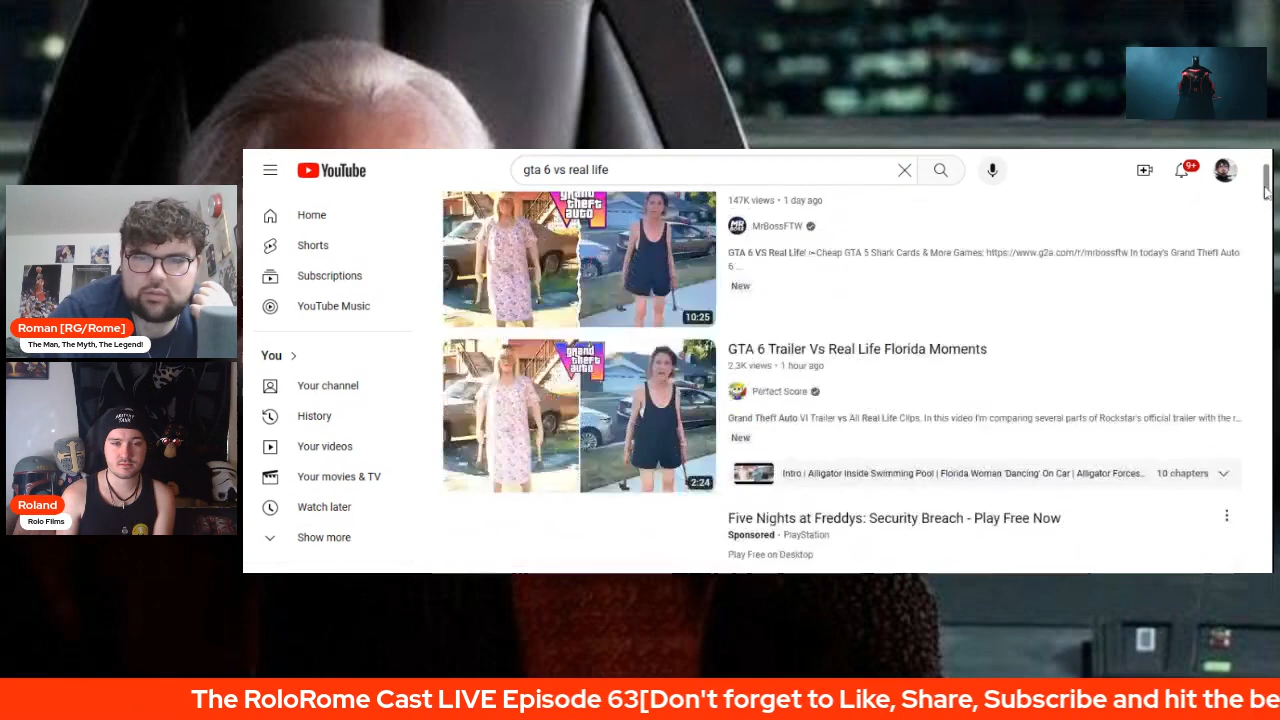 YouTube
gta 6 vs real life
9+
Home
Shorts
Subscriptions
YouTube Music
You
Your channel
History
Your videos
Your movies & TV
Watch later
Show more
grand
theft
auto
10:25
147K views • 1 day ago
MrBossFTW
GTA 6 VS Real Life! ⤳Cheap GTA 5 Shark Cards & More Games: https://www.g2a.com/r/mrbossftw In today's Grand Theft Auto
6 ...
New
grand
theft
auto
2:24
GTA 6 Trailer Vs Real Life Florida Moments
2.3K views • 1 hour ago
Perfect Score
Grand Theft Auto VI Trailer vs All Real Life Clips. In this video I'm comparing several parts of Rockstar's official trailer with the r...
New
Intro | Alligator Inside Swimming Pool | Florida Woman 'Dancing' On Car | Alligator Forces... 10 chapters
Five Nights at Freddys: Security Breach - Play Free Now
Sponsored · PlayStation
Play Free on Desktop
Roman [RG/Rome]
The Man, The Myth, The Legend!
Roland
Rolo Films
The RoloRome Cast LIVE Episode 63[Don't forget to Like, Share, Subscribe and hit the be